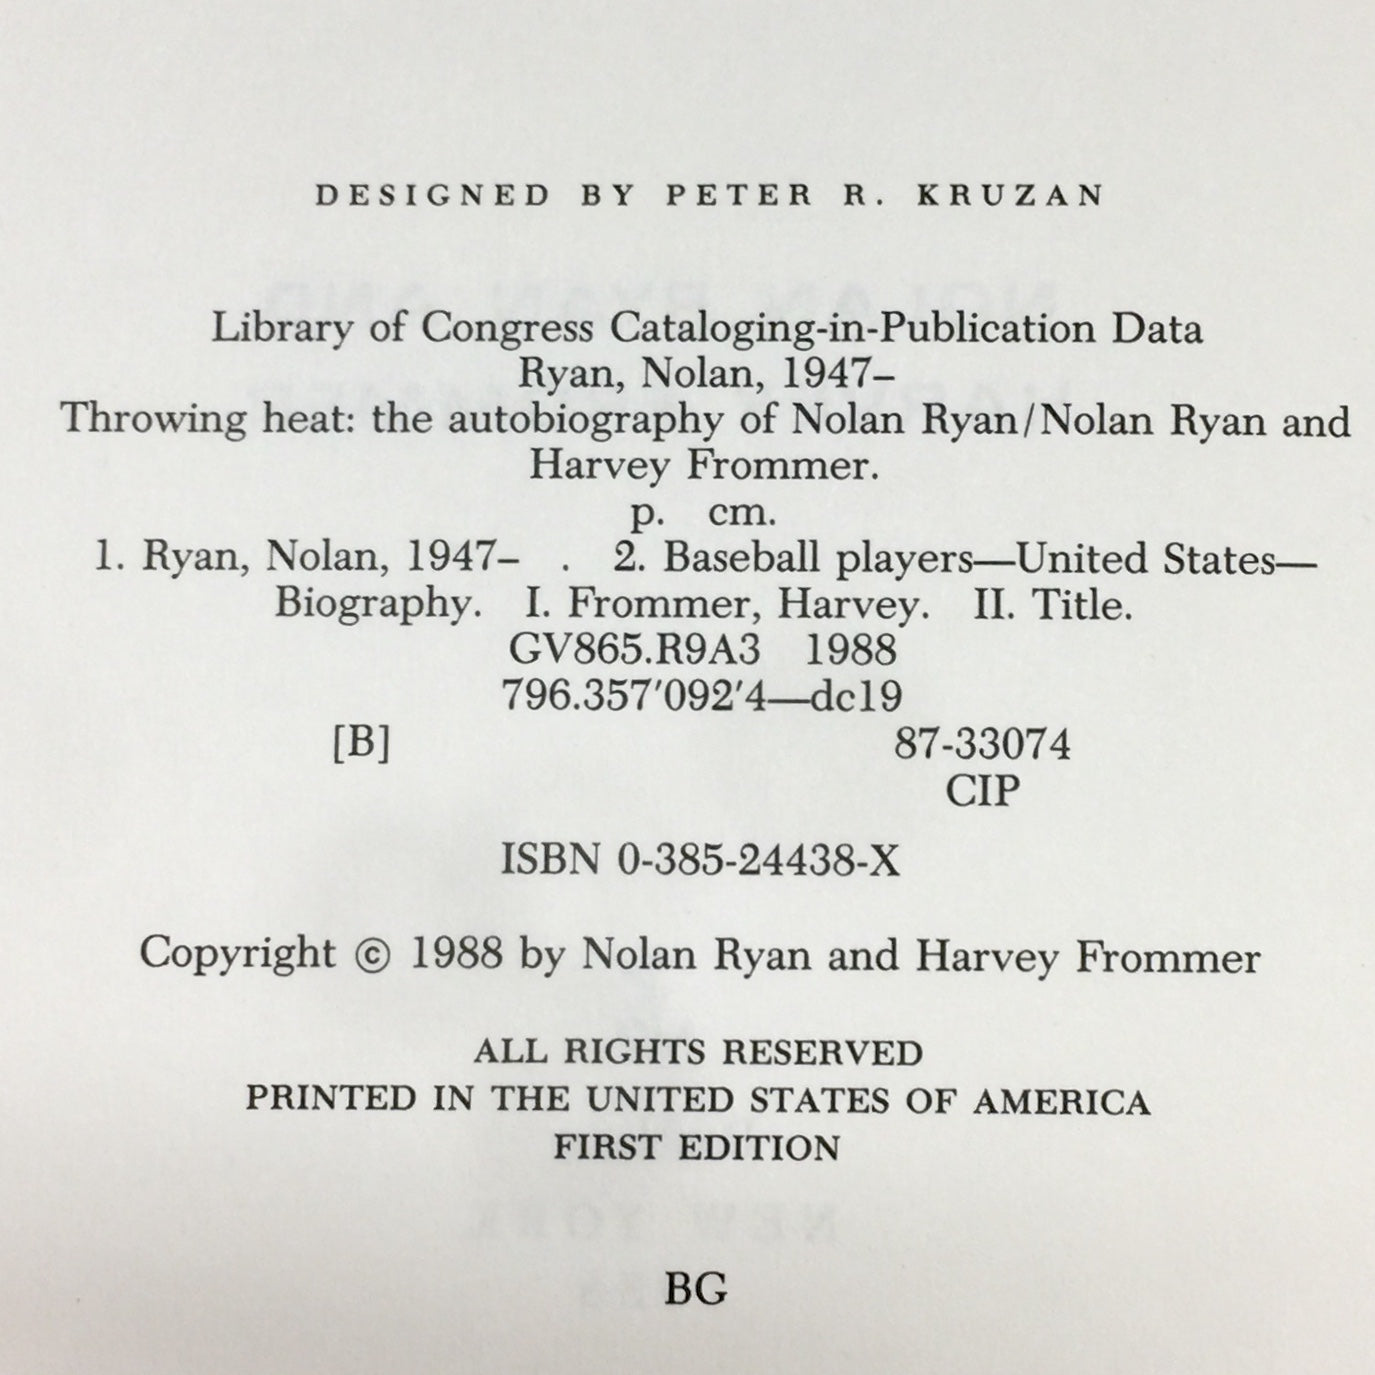 DESIGNED BY PETER R. KRUZAN
Library of Congress Cataloging-in-Publication Data
Ryan, Nolan, 1947–
Throwing heat: the autobiography of Nolan Ryan/Nolan Ryan and
Harvey Frommer.
p. cm.
1. Ryan, Nolan, 1947– . 2. Baseball players—United States—
Biography. I. Frommer, Harvey. II. Title.
GV865.R9A3 1988
796.357′092′4—dc19
[B] 87-33074
CIP
ISBN 0-385-24438-X
Copyright © 1988 by Nolan Ryan and Harvey Frommer
ALL RIGHTS RESERVED
PRINTED IN THE UNITED STATES OF AMERICA
FIRST EDITION
BG